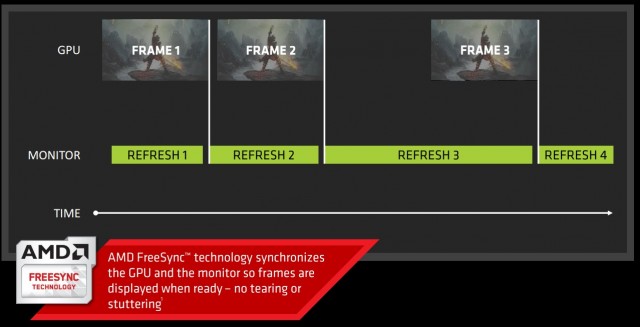 GPU
FRAME 1
FRAME 2
FRAME 3
MONITOR
REFRESH 1
REFRESH 2
REFRESH 3
REFRESH 4
TIME
AMD
FREESYNC
TECHNOLOGY
AMD FreeSync™ technology synchronizes
the GPU and the monitor so frames are
displayed when ready – no tearing or
stuttering¹